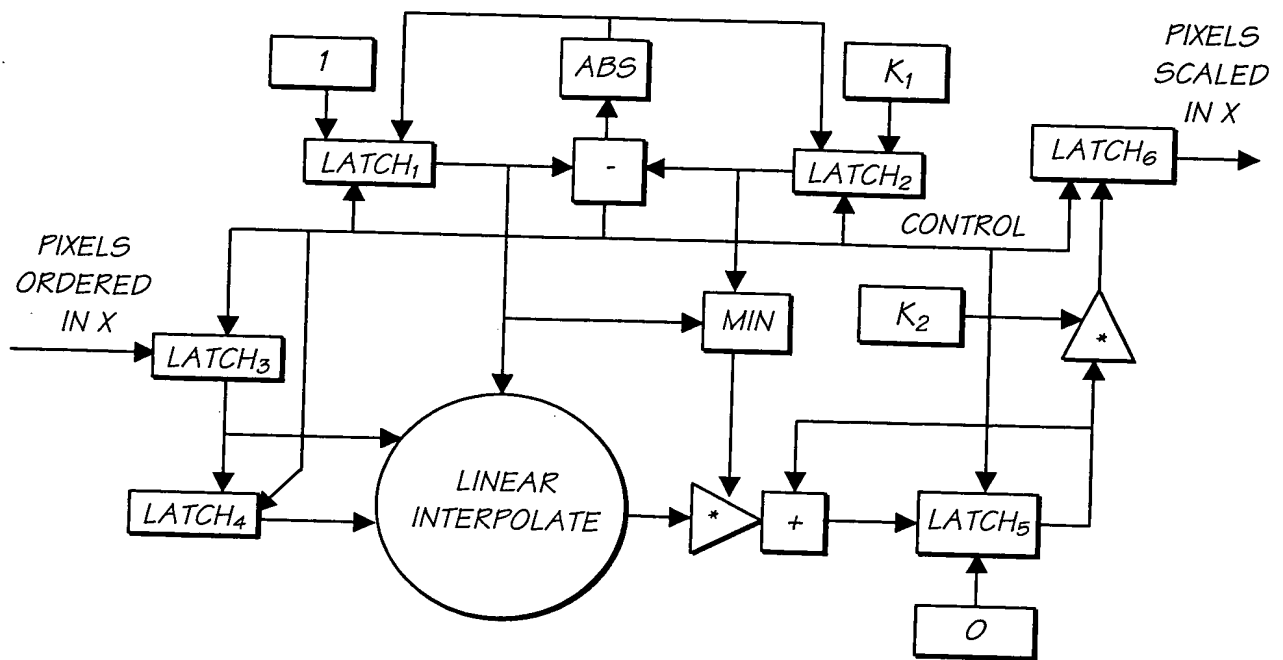 1
ABS
K₁
PIXELS
SCALED
IN X
LATCH₁
-
LATCH₂
LATCH₆
CONTROL
PIXELS
ORDERED
IN X
MIN
K₂
*
LATCH₃
LINEAR
INTERPOLATE
LATCH₄
*
+
LATCH₅
0